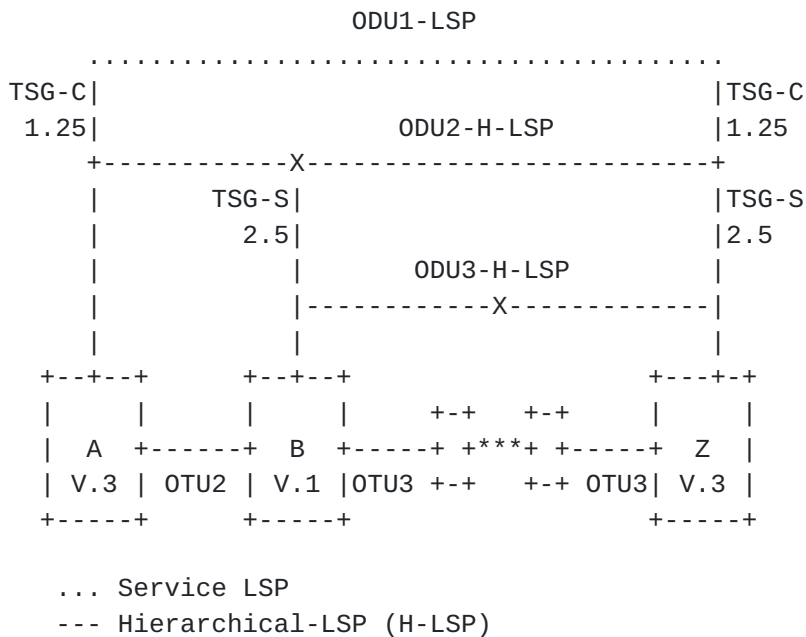 ODU1-LSP
     .........................................
TSG-C|                                        |TSG-C
 1.25|                   ODU2-H-LSP           |1.25
     +------------X---------------------------+
     |       TSG-S|                           |TSG-S
     |         2.5|                           |2.5
     |            |       ODU3-H-LSP          |
     |            |------------X-------------|
     |            |                           |
  +--+--+      +--+--+                   +---+-+
  |     |      |     |     +-+   +-+     |     |
  |  A  +------+  B  +-----+ +***+ +-----+  Z  |
  | V.3 | OTU2 | V.1 |OTU3 +-+   +-+ OTU3| V.3 |
  +-----+      +-----+                   +-----+
   ... Service LSP
   --- Hierarchical-LSP (H-LSP)